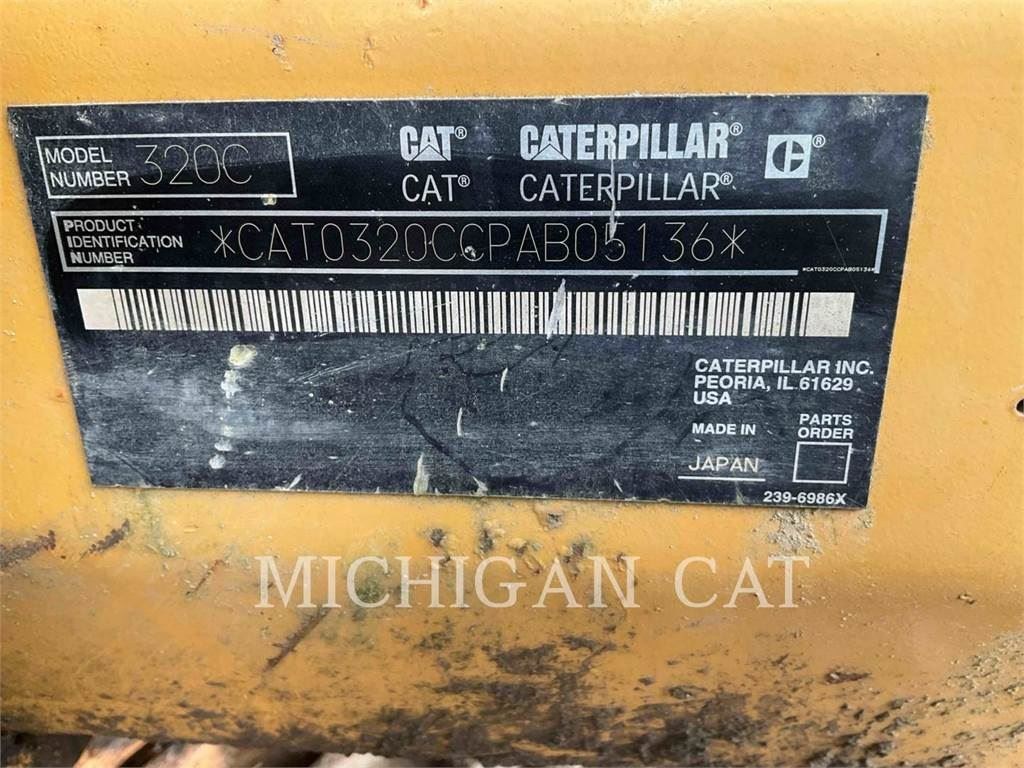 MODEL NUMBER 320C
CAT® CATERPILLAR® C®
CAT® CATERPILLAR®
PRODUCT IDENTIFICATION NUMBER *CAT0320CCPAB05136*
*CAT0320CCPAB05136*
CATERPILLAR INC.
PEORIA, IL 61629
USA
MADE IN
JAPAN
PARTS
ORDER
239-6986X
MICHIGAN CAT